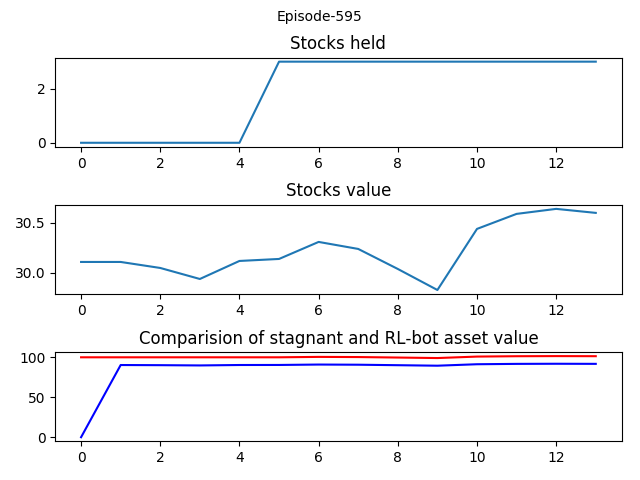 Episode-595
Stocks held
2
0
0 2 4 6 8 10 12
Stocks value
30.5
30.0
0 2 4 6 8 10 12
Comparision of stagnant and RL-bot asset value
100
50
0
0 2 4 6 8 10 12